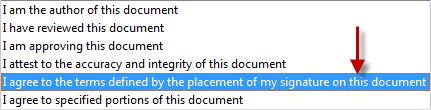 I am the author of this document
I have reviewed this document
I am approving this document
I attest to the accuracy and integrity of this document
I agree to the terms defined by the placement of my signature on this document
I agree to specified portions of this document